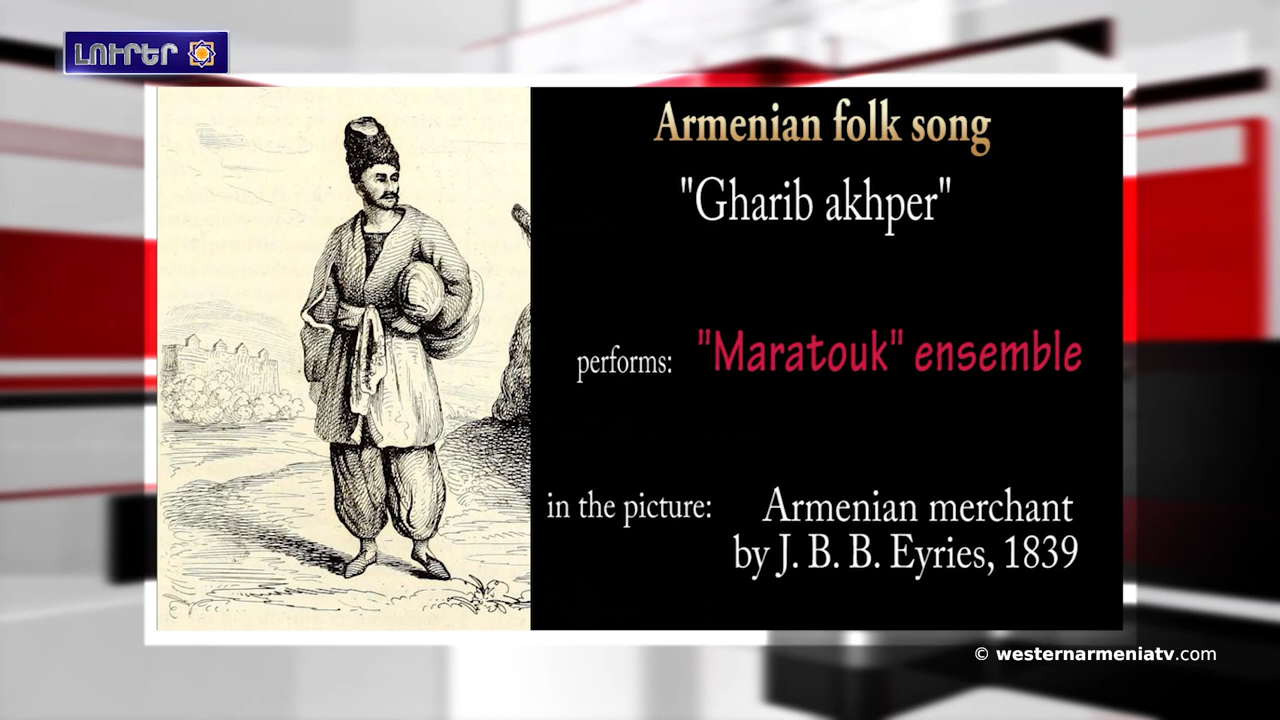 ԼՈՒՐԵՐ
Armenian folk song
"Gharib akhper"
performs: "Maratouk" ensemble
in the picture: Armenian merchant
by J. B. B. Eyries, 1839
© westernarmeniatv.com